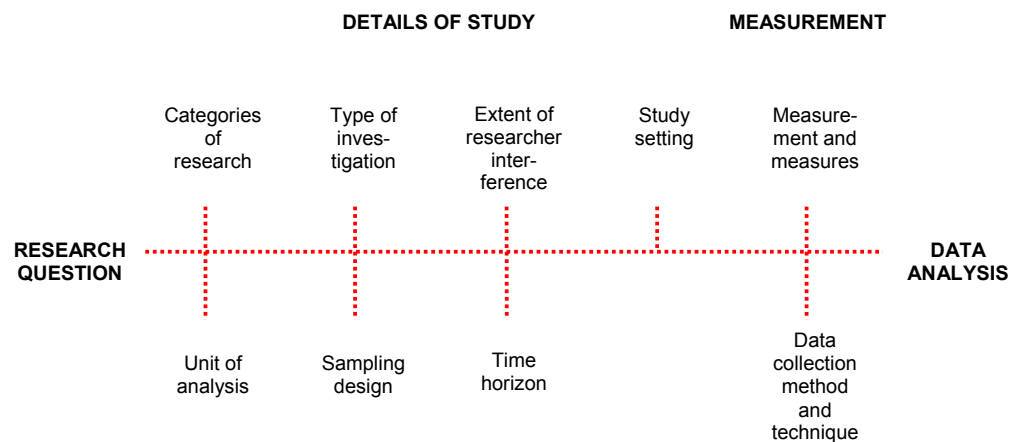 DETAILS OF STUDY
MEASUREMENT
Categories
of
research
Type of
inves-
tigation
Extent of
researcher
inter-
ference
Study
setting
Measure-
ment and
measures
RESEARCH
QUESTION
DATA
ANALYSIS
Unit of
analysis
Sampling
design
Time
horizon
Data
collection
method
and
technique